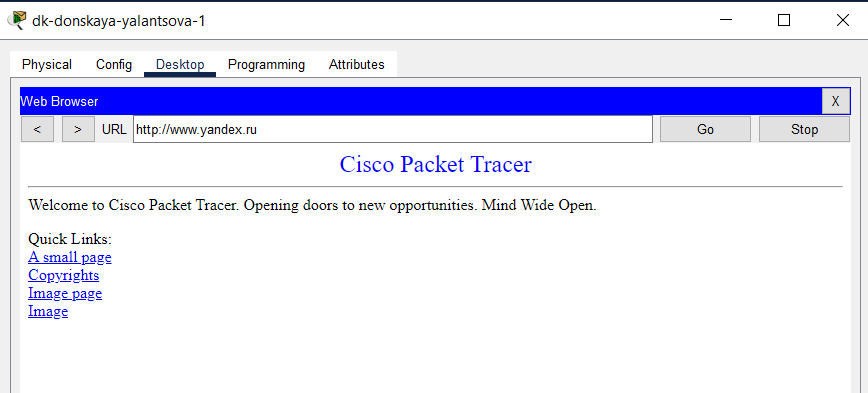 dk-donskaya-yalantsova-1
Physical Config Desktop Programming Attributes
Web Browser X
< > URL http://www.yandex.ru Go Stop
Cisco Packet Tracer
Welcome to Cisco Packet Tracer. Opening doors to new opportunities. Mind Wide Open.
Quick Links:
A small page
Copyrights
Image page
Image